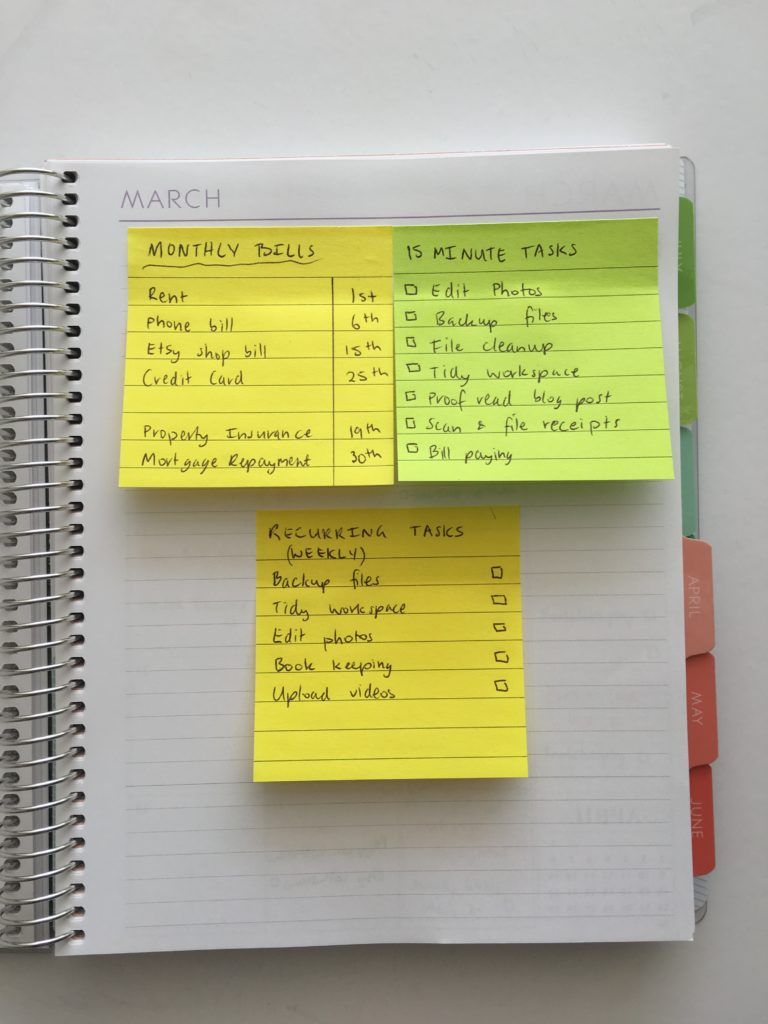 MARCH
MONTHLY BILLS
Rent 1st
Phone bill 6th
Etsy shop bill 15th
Credit Card 25th
Property Insurance 19th
Mortgage Repayment 30th
15 MINUTE TASKS
Edit Photos
Backup files
File cleanup
Tidy workspace
Proof read blog post
Scan & file receipts
Bill paying
RECURRING TASKS
(WEEKLY)
Backup files
Tidy workspace
Edit photos
Book keeping
Upload videos
JULY
APRIL
MAY
JUNE